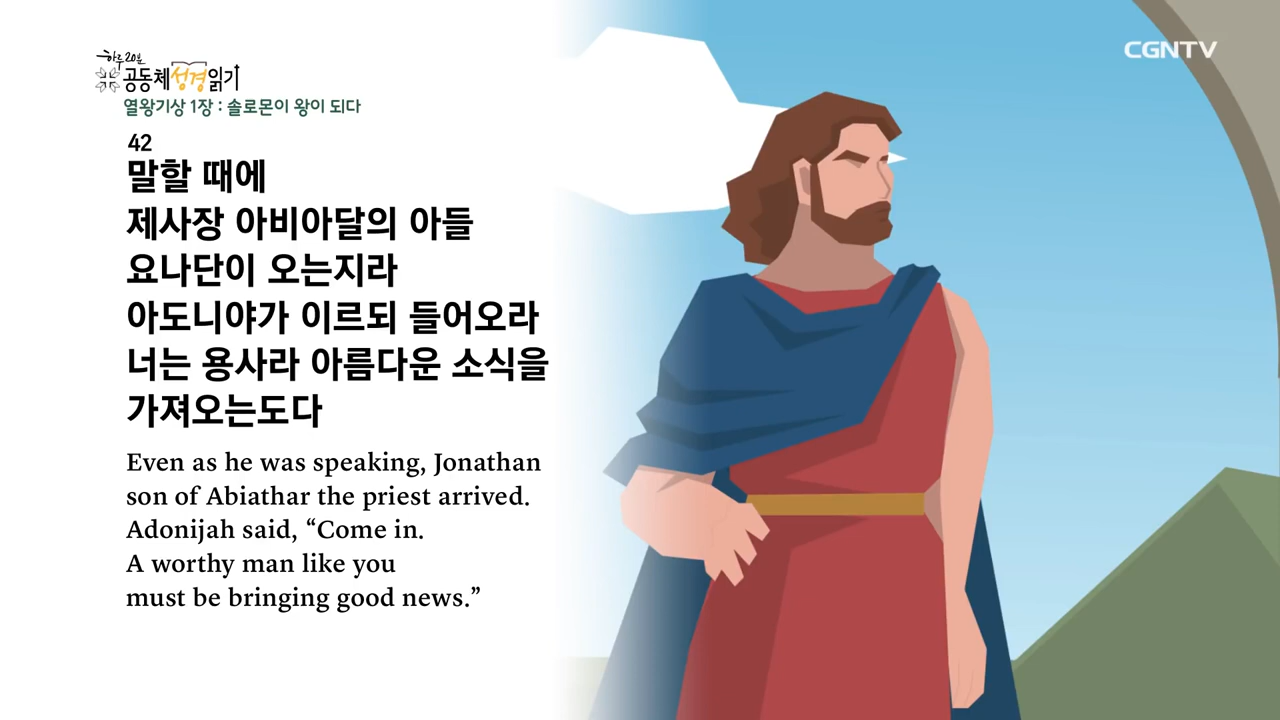 하루 20분
공동체성경읽기
CGNTV
열왕기상 1장 : 솔로몬이 왕이 되다
42
말할 때에
제사장 아비아달의 아들
요나단이 오는지라
아도니야가 이르되 들어오라
너는 용사라 아름다운 소식을
가져오는도다
Even as he was speaking, Jonathan
son of Abiathar the priest arrived.
Adonijah said, “Come in.
A worthy man like you
must be bringing good news.”